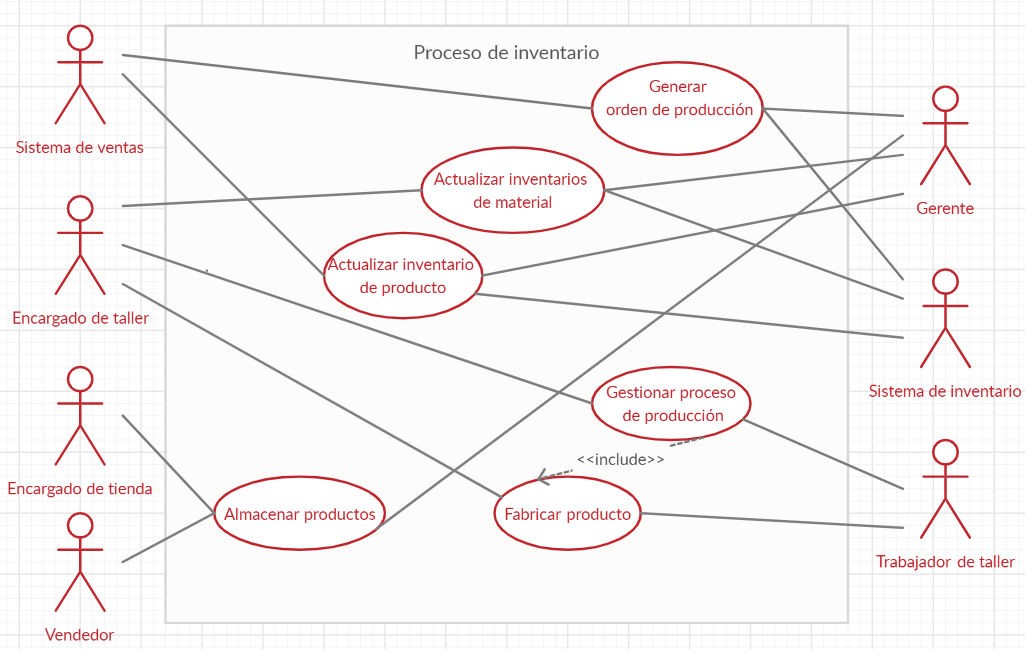 Proceso de inventario
Generar
orden de producción
Sistema de ventas
Actualizar inventarios
de material
Gerente
Actualizar inventario
de producto
Encargado de taller
Gestionar proceso
de producción
Sistema de inventario
<<include>>
Encargado de tienda
Almacenar productos
Fabricar producto
Trabajador de taller
Vendedor